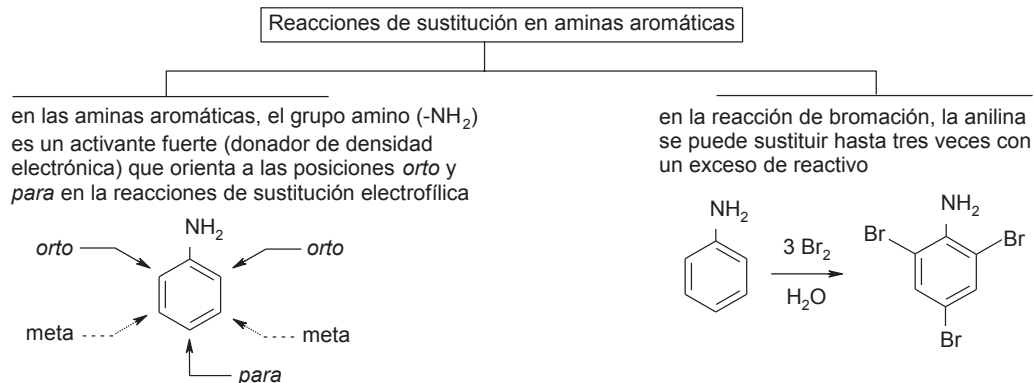 Reacciones de sustitución en aminas aromáticas
en las aminas aromáticas, el grupo amino (-NH₂)
es un activante fuerte (donador de densidad
electrónica) que orienta a las posiciones orto y
para en la reacciones de sustitución electrofílica
NH₂
orto
orto
meta
meta
para
en la reacción de bromación, la anilina
se puede sustituir hasta tres veces con
un exceso de reactivo
NH₂
3 Br₂
H₂O
NH₂
Br
Br
Br